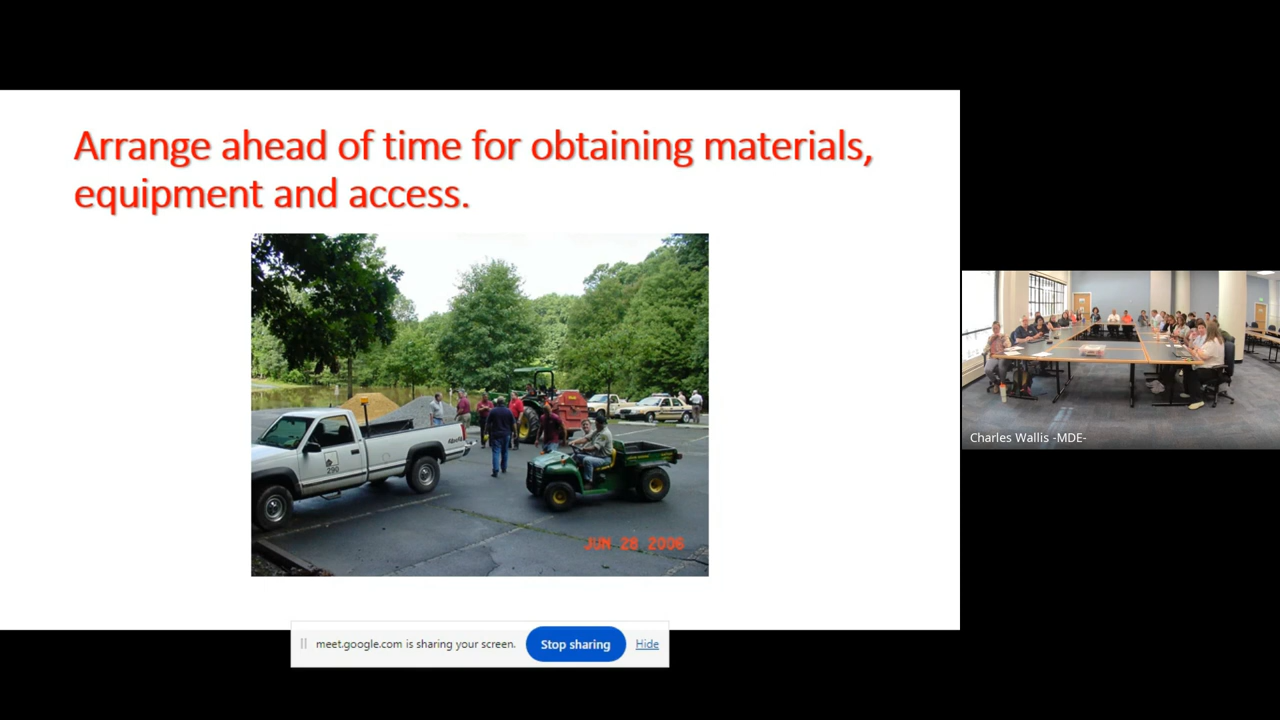 Arrange ahead of time for obtaining materials,
equipment and access.
290
JUN 28 2006
meet.google.com is sharing your screen.
Stop sharing
Hide
Charles Wallis -MDE-